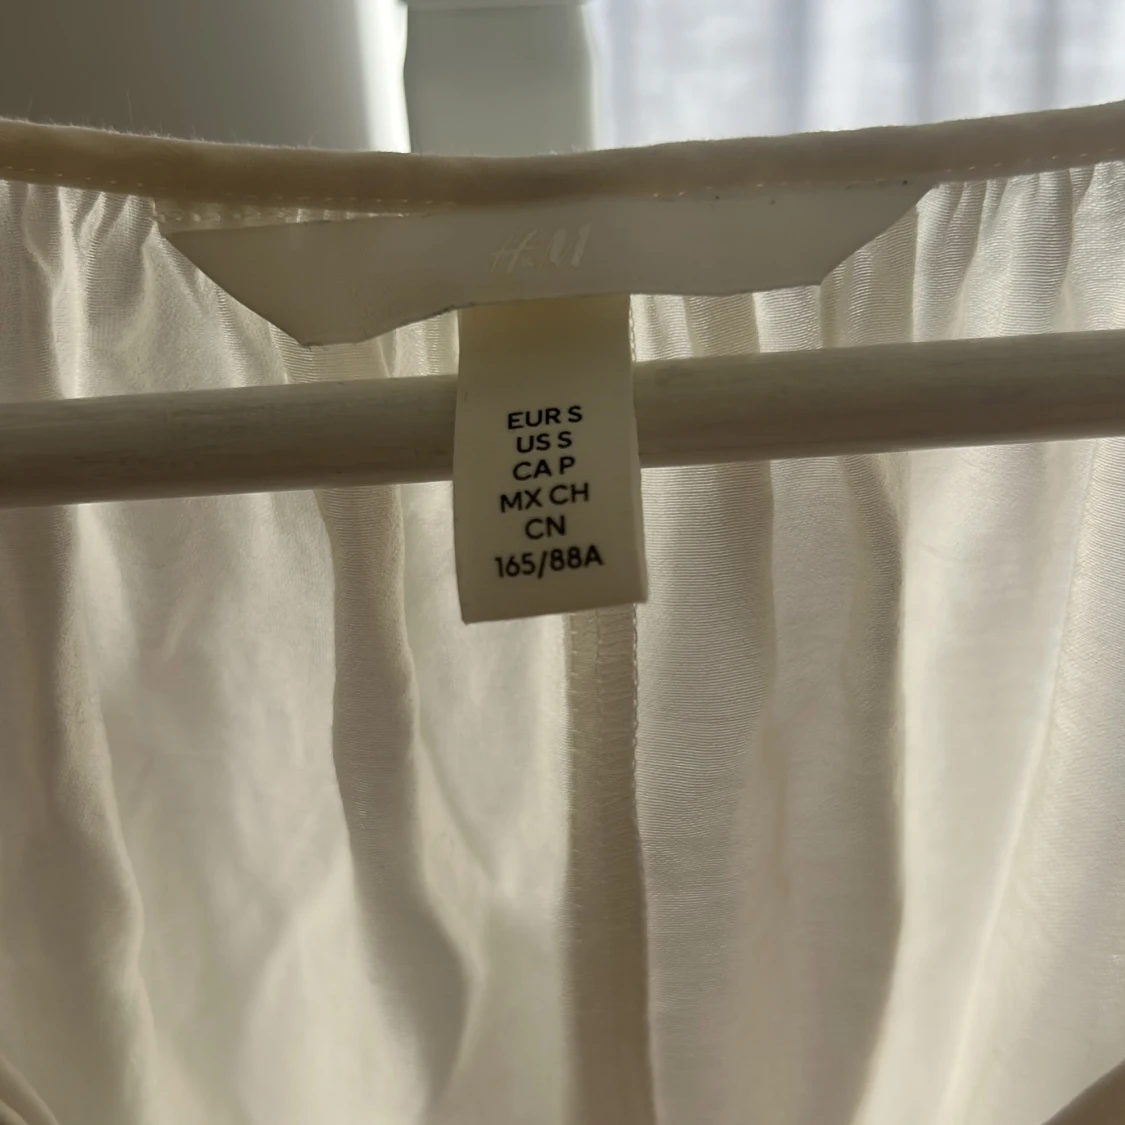 H&M
EUR S
US S
CA P
MX CH
CN
165/88A